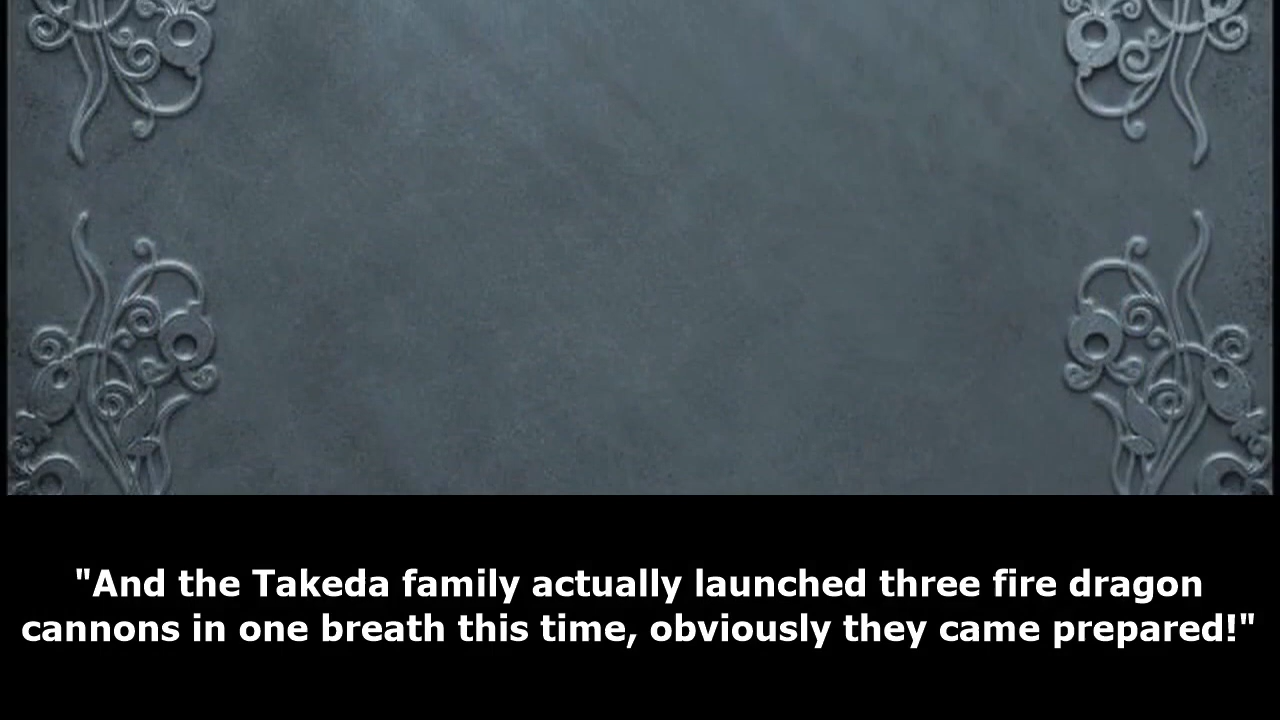 "And the Takeda family actually launched three fire dragon
cannons in one breath this time, obviously they came prepared!"